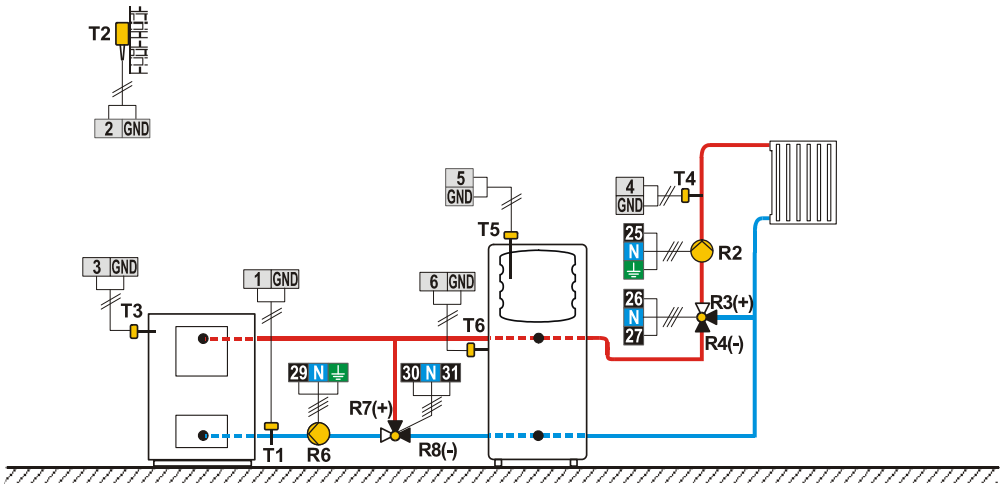 T2
2 GND
5
GND
T5
4
GND
T4
25
N
R2
26
N
27
R3(+)
R4(-)
3 GND
T3
1 GND
6 GND
T6
29 N
30 N 31
R7(+)
R8(-)
T1
R6